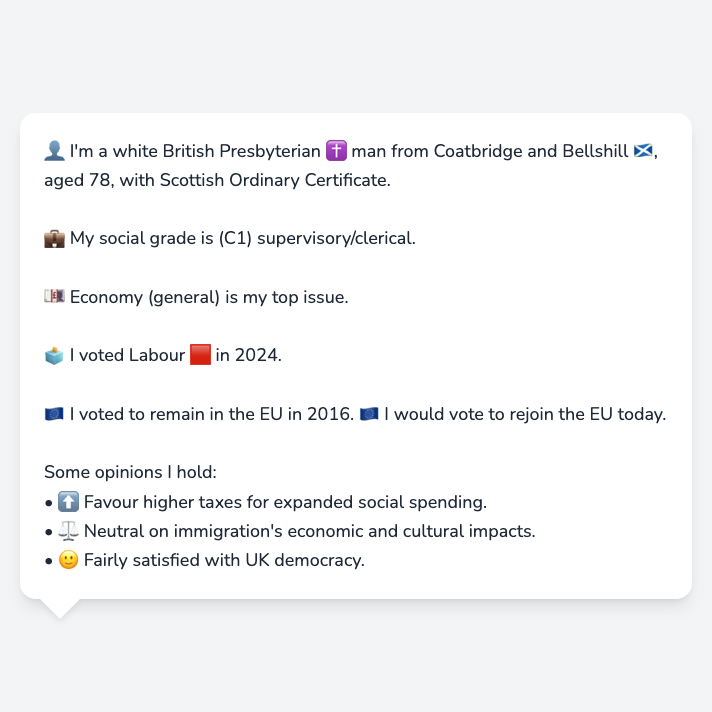 👤 I'm a white British Presbyterian ✝️ man from Coatbridge and Bellshill 🏴󠁧󠁢󠁳󠁣󠁴󠁿,
aged 78, with Scottish Ordinary Certificate.
💼 My social grade is (C1) supervisory/clerical.
💷 Economy (general) is my top issue.
🗳️ I voted Labour 🟥 in 2024.
🇪🇺 I voted to remain in the EU in 2016. 🇪🇺 I would vote to rejoin the EU today.
Some opinions I hold:
• ⬆️ Favour higher taxes for expanded social spending.
• ⚖️ Neutral on immigration's economic and cultural impacts.
• 🙂 Fairly satisfied with UK democracy.